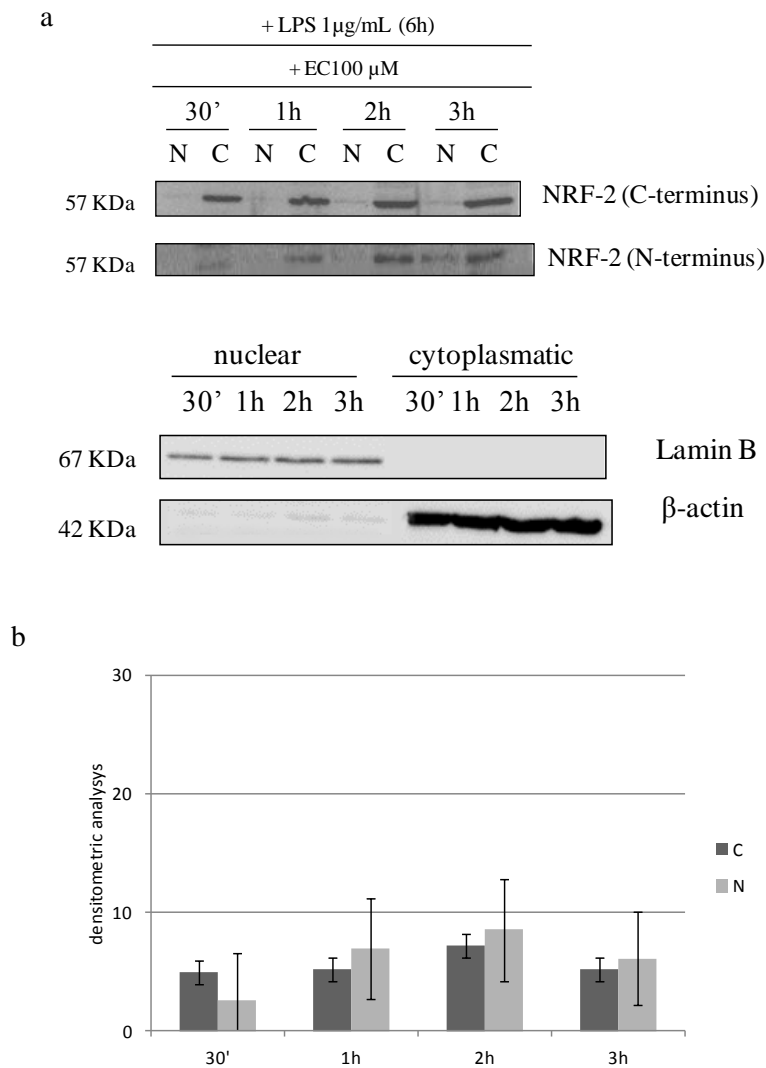 a
+ LPS 1µg/mL (6h)
+ EC100 µM
30’ 1h 2h 3h
N C N C N C N C
57 KDa NRF-2 (C-terminus)
57 KDa NRF-2 (N-terminus)
nuclear cytoplasmatic
30’ 1h 2h 3h 30’ 1h 2h 3h
67 KDa Lamin B
42 KDa β-actin
b
30
20
10
0
densitometric analysys
C
N
30' 1h 2h 3h